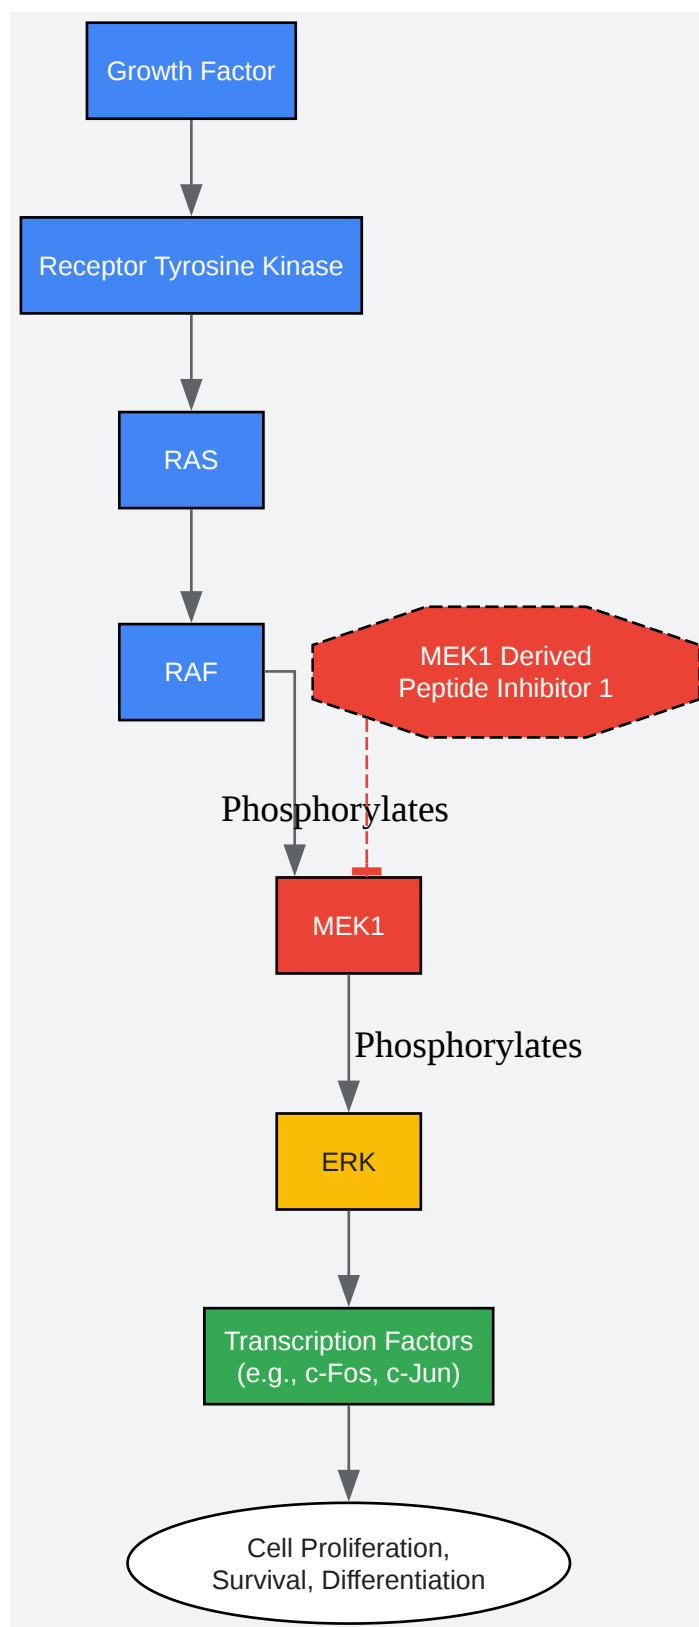 Growth Factor
Receptor Tyrosine Kinase
RAS
RAF
MEK1 Derived
Peptide Inhibitor 1
Phosphorylates
MEK1
Phosphorylates
ERK
Transcription Factors
(e.g., c-Fos, c-Jun)
Cell Proliferation,
Survival, Differentiation